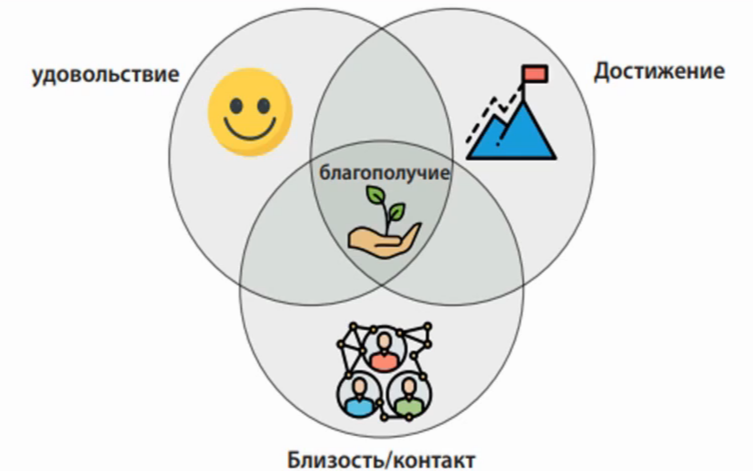 удовольствие
Достижение
благополучие
Близость/контакт